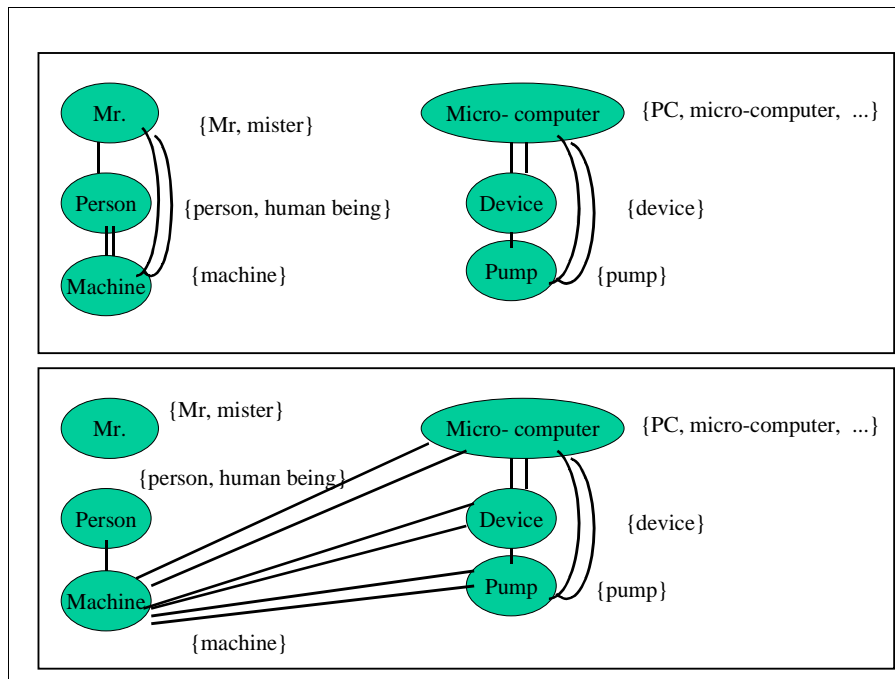 Mr.
{Mr, mister}
Micro- computer
{PC, micro-computer, ...}
Person
{person, human being}
Device
{device}
Machine
{machine}
Pump
{pump}
Mr.
{Mr, mister}
Micro- computer
{PC, micro-computer, ...}
{person, human being}
Person
Device
{device}
Machine
Pump
{pump}
{machine}